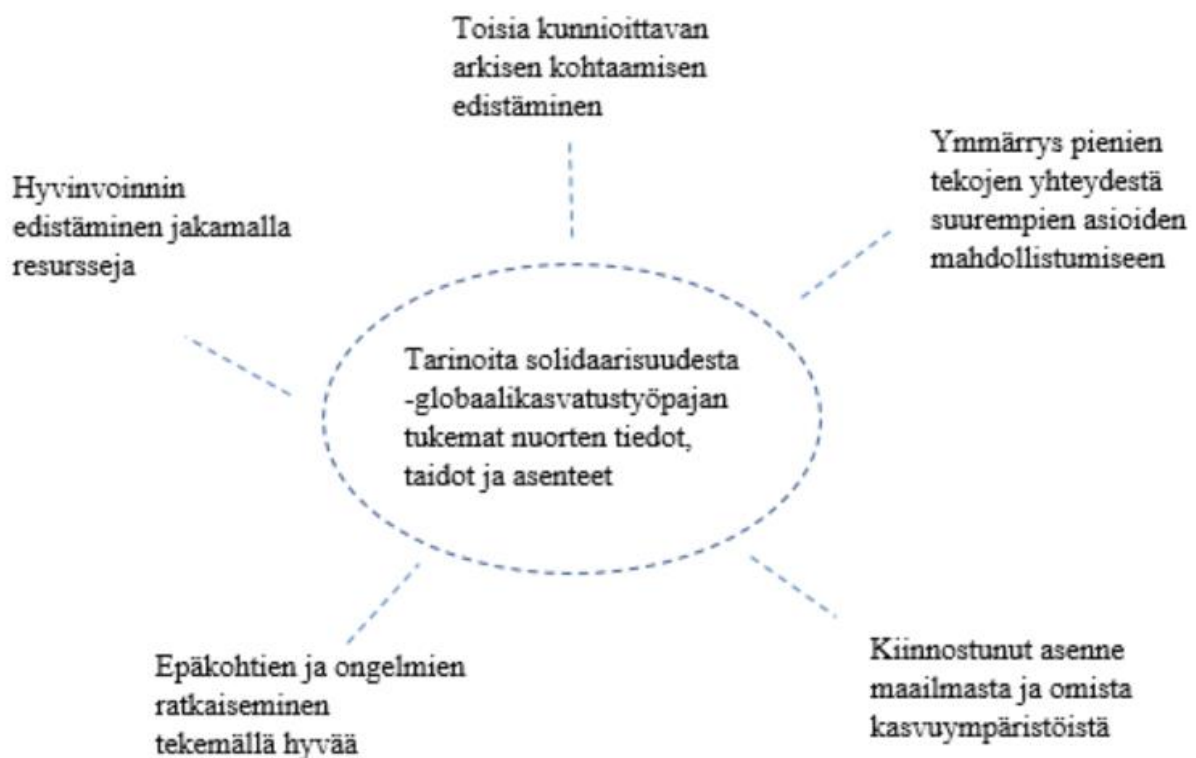 Toisia kunnioittavan
arkisen kohtaamisen
edistäminen
Ymmärrys pienien
tekojen yhteydestä
suurempien asioiden
mahdollistumiseen
Hyvinvoinnin
edistäminen jakamalla
resursseja
Tarinoita solidaarisuudesta
-globaalikasvatustyöpajan
tukemat nuorten tiedot,
taidot ja asenteet
Epäkohtien ja ongelmien
ratkaiseminen
tekemällä hyvää
Kiinnostunut asenne
maailmasta ja omista
kasvuympäristöistä